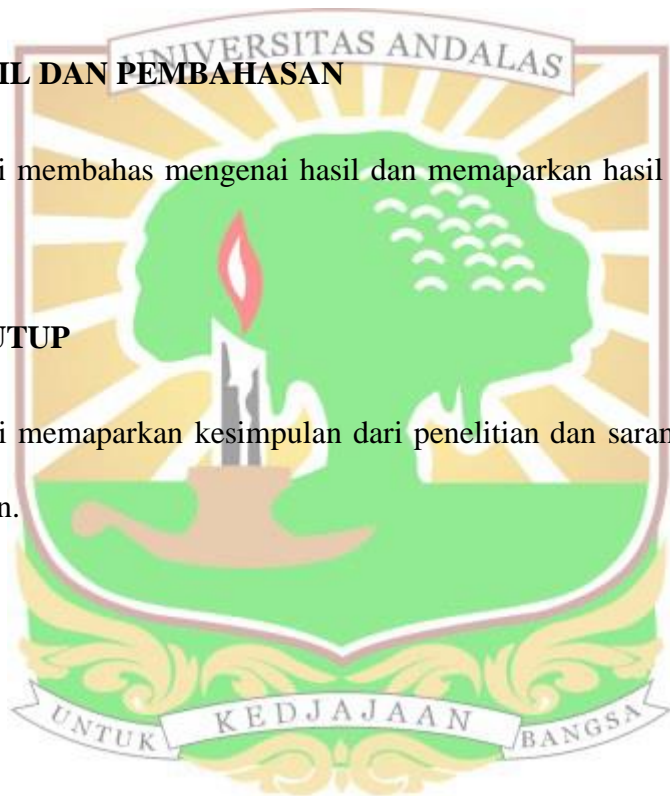 UNIVERSITAS ANDALAS
IL DAN PEMBAHASAN
i membahas mengenai hasil dan memaparkan hasil
UTUP
i memaparkan kesimpulan dari penelitian dan saran
n.
UNTUK KEDJAJAAN BANGSA